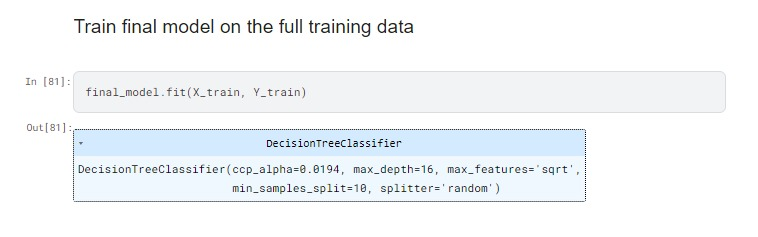 Train final model on the full training data
In [81]:
final_model.fit(X_train, Y_train)
Out[81]:
DecisionTreeClassifier
DecisionTreeClassifier(ccp_alpha=0.0194, max_depth=16, max_features='sqrt',
min_samples_split=10, splitter='random')